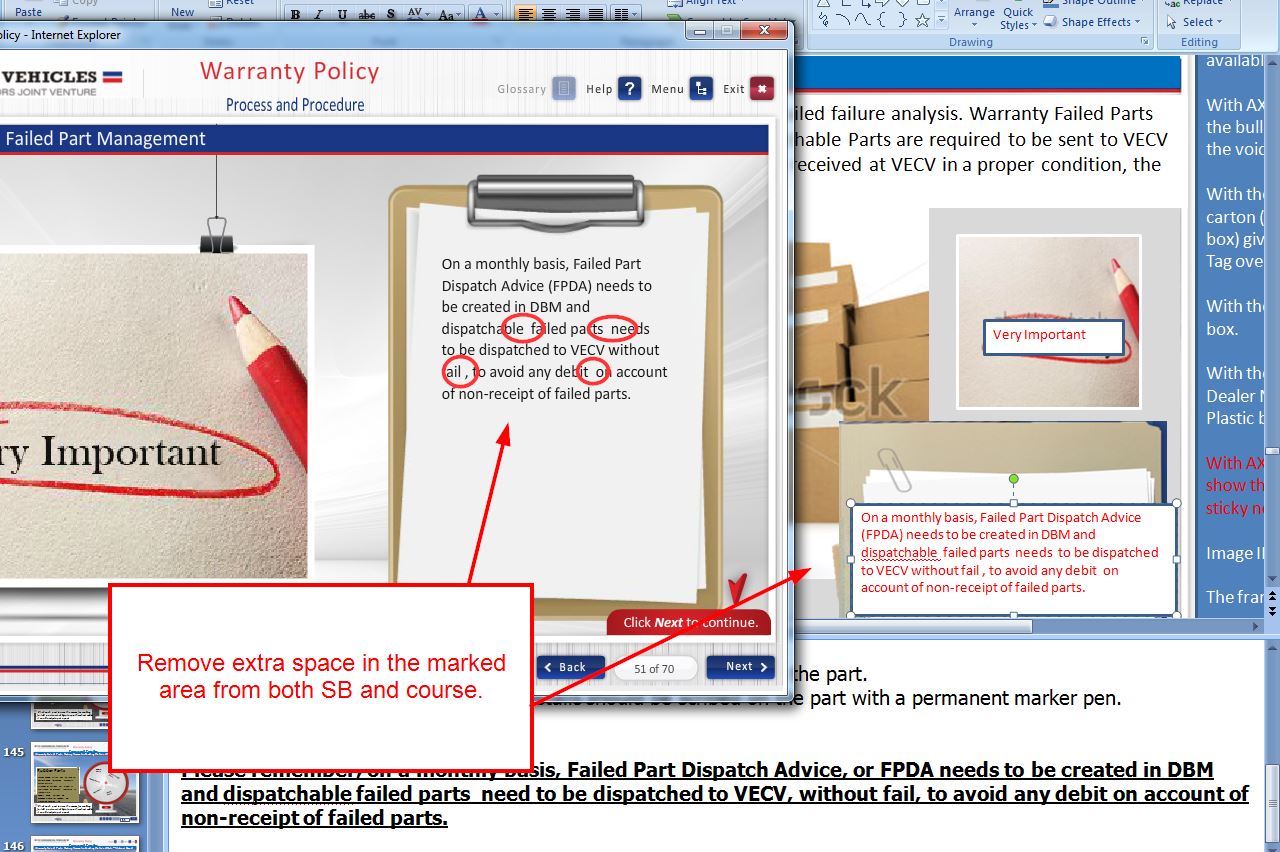 Paste
New
Reset
B I U abc S AV Aa A
Align Text
Arrange
Quick
Styles
Shape Outline
Shape Effects
Replace
Select
Drawing
Editing
olicy - Internet Explorer
VEHICLES
ORS JOINT VENTURE
Warranty Policy
Process and Procedure
Glossary
Help
?
Menu
Exit
Failed Part Management
On a monthly basis, Failed Part
Dispatch Advice (FPDA) needs to
be created in DBM and
dispatchable  failed parts  needs
to be dispatched to VECV without
fail , to avoid any debit  on account
of non-receipt of failed parts.
ry Important
Click Next to continue.
Back
51 of 70
Next
Remove extra space in the marked
area from both SB and course.
iled failure analysis. Warranty Failed Parts
hable Parts are required to be sent to VECV
received at VECV in a proper condition, the
Very Important
ock
On a monthly basis, Failed Part Dispatch Advice
(FPDA) needs to be created in DBM and
dispatchable  failed parts  needs  to be dispatched
to VECV without fail , to avoid any debit  on
account of non-receipt of failed parts.
availabl
With AX
the bull
the voic
With the
carton (
box) giv
Tag ove
With the
box.
With the
Dealer N
Plastic b
With AX
show th
sticky no
Image II
The fran
the part.
the part with a permanent marker pen.
Please remember, on a monthly basis, Failed Part Dispatch Advice, or FPDA needs to be created in DBM
and dispatchable failed parts  need to be dispatched to VECV, without fail, to avoid any debit on account of
non-receipt of failed parts.
145
146